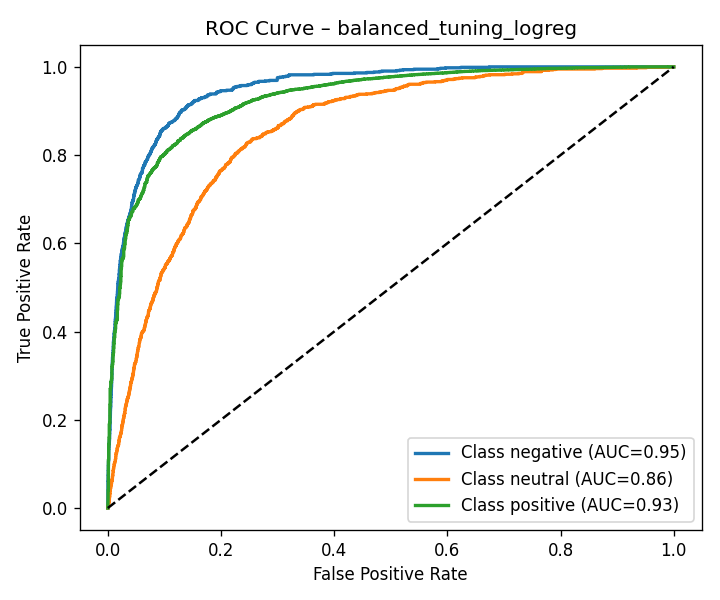 ROC Curve – balanced_tuning_logreg
True Positive Rate
1.0
0.8
0.6
0.4
0.2
0.0
Class negative (AUC=0.95)
Class neutral (AUC=0.86)
Class positive (AUC=0.93)
0.0 0.2 0.4 0.6 0.8 1.0
False Positive Rate